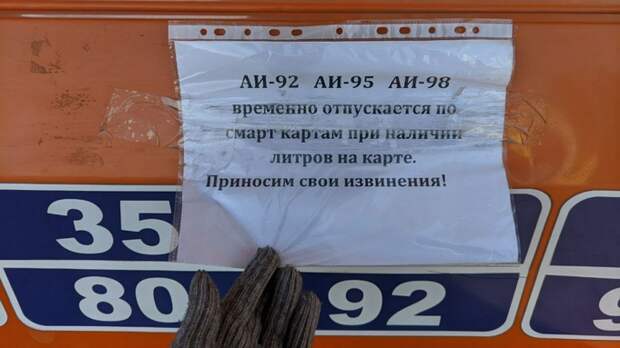 АИ-92 АИ-95 АИ-98
временно отпускается по
смарт картам при наличии
литров на карте.
Приносим свои извинения!
35
80
92